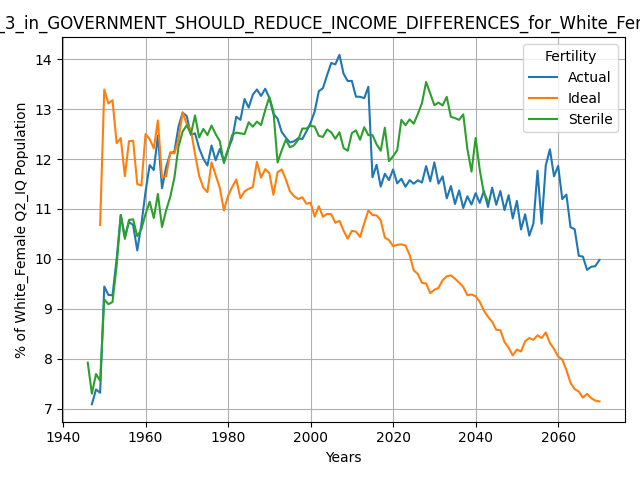 _3_in_GOVERNMENT_SHOULD_REDUCE_INCOME_DIFFERENCES_for_White_Fe
% of White_Female Q2_IQ Population
14
13
12
11
10
9
8
7
Fertility
Actual
Ideal
Sterile
1940 1960 1980 2000 2020 2040 2060
Years